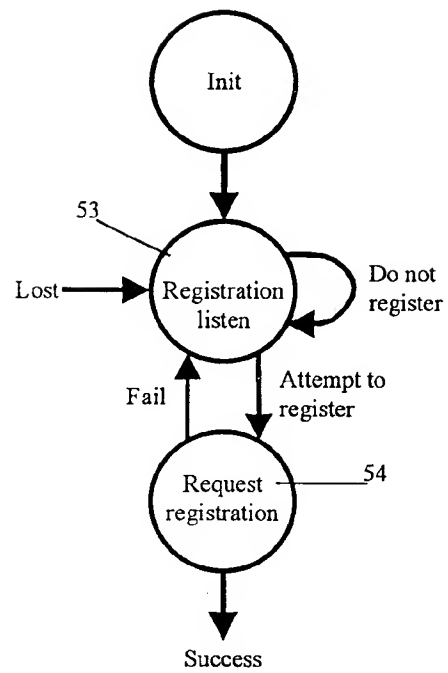 Init
53
Lost
Registration
listen
Do not
register
Fail
Attempt to
register
Request
registration
54
Success